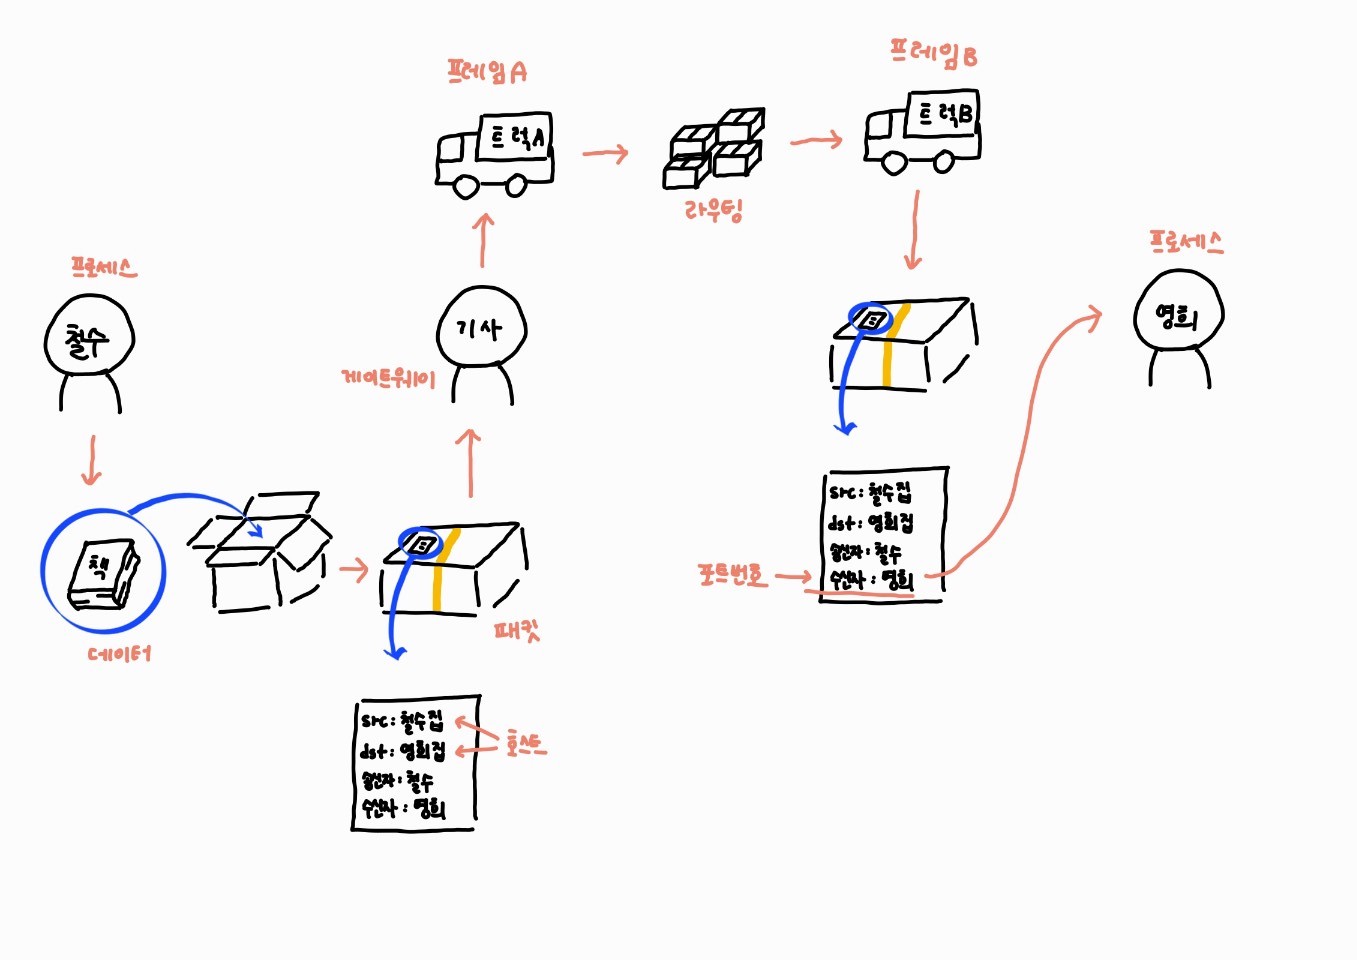 프로세스
철수
책
데이터
패킷
src : 철수집
dst : 영희집
송신자 : 철수
수신자 : 영희
호스트
게이트웨이
기사
프레임A
트럭A
라우팅
프레임B
트럭B
src : 철수집
dst : 영희집
송신자 : 철수
수신자 : 영희
포트번호
프로세스
영희